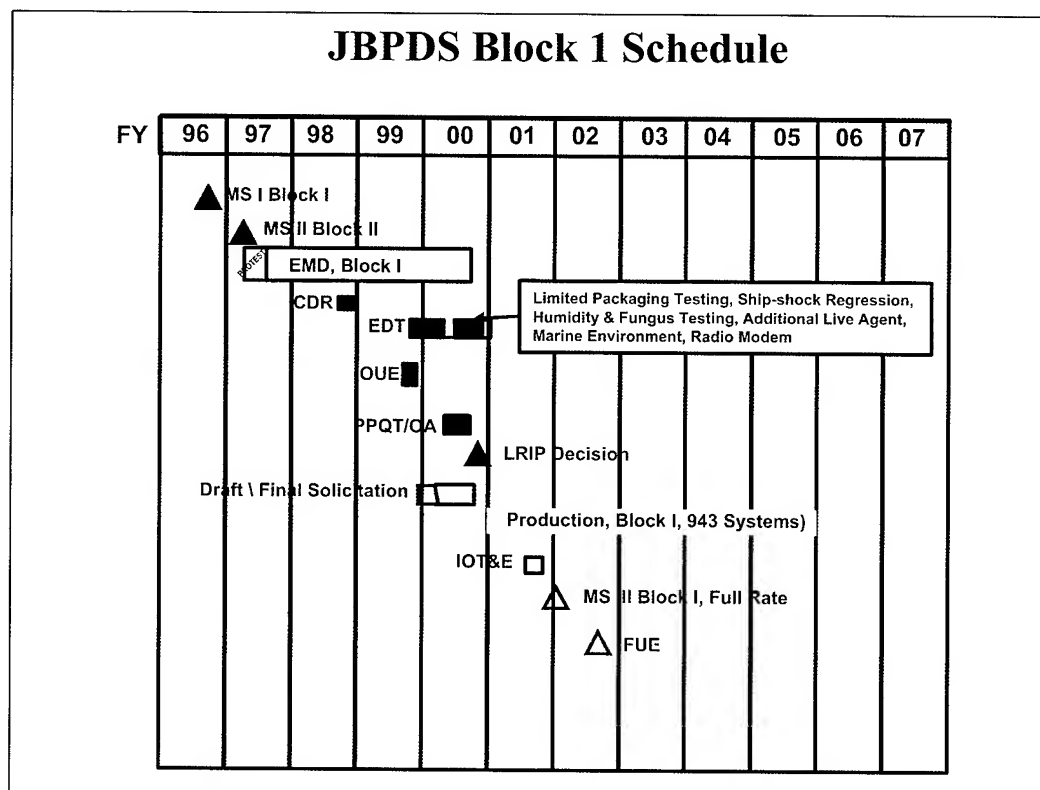 JBPDS Block 1 Schedule
FY 96 97 98 99 00 01 02 03 04 05 06 07
MS I Block I
MS II Block II
PROTEST
EMD, Block I
CDR
Limited Packaging Testing, Ship-shock Regression,
Humidity & Fungus Testing, Additional Live Agent,
Marine Environment, Radio Modem
EDT
OUE
PPQT/OA
LRIP Decision
Draft \ Final Solicitation
Production, Block I, 943 Systems)
IOT&E
MS III Block I, Full Rate
FUE